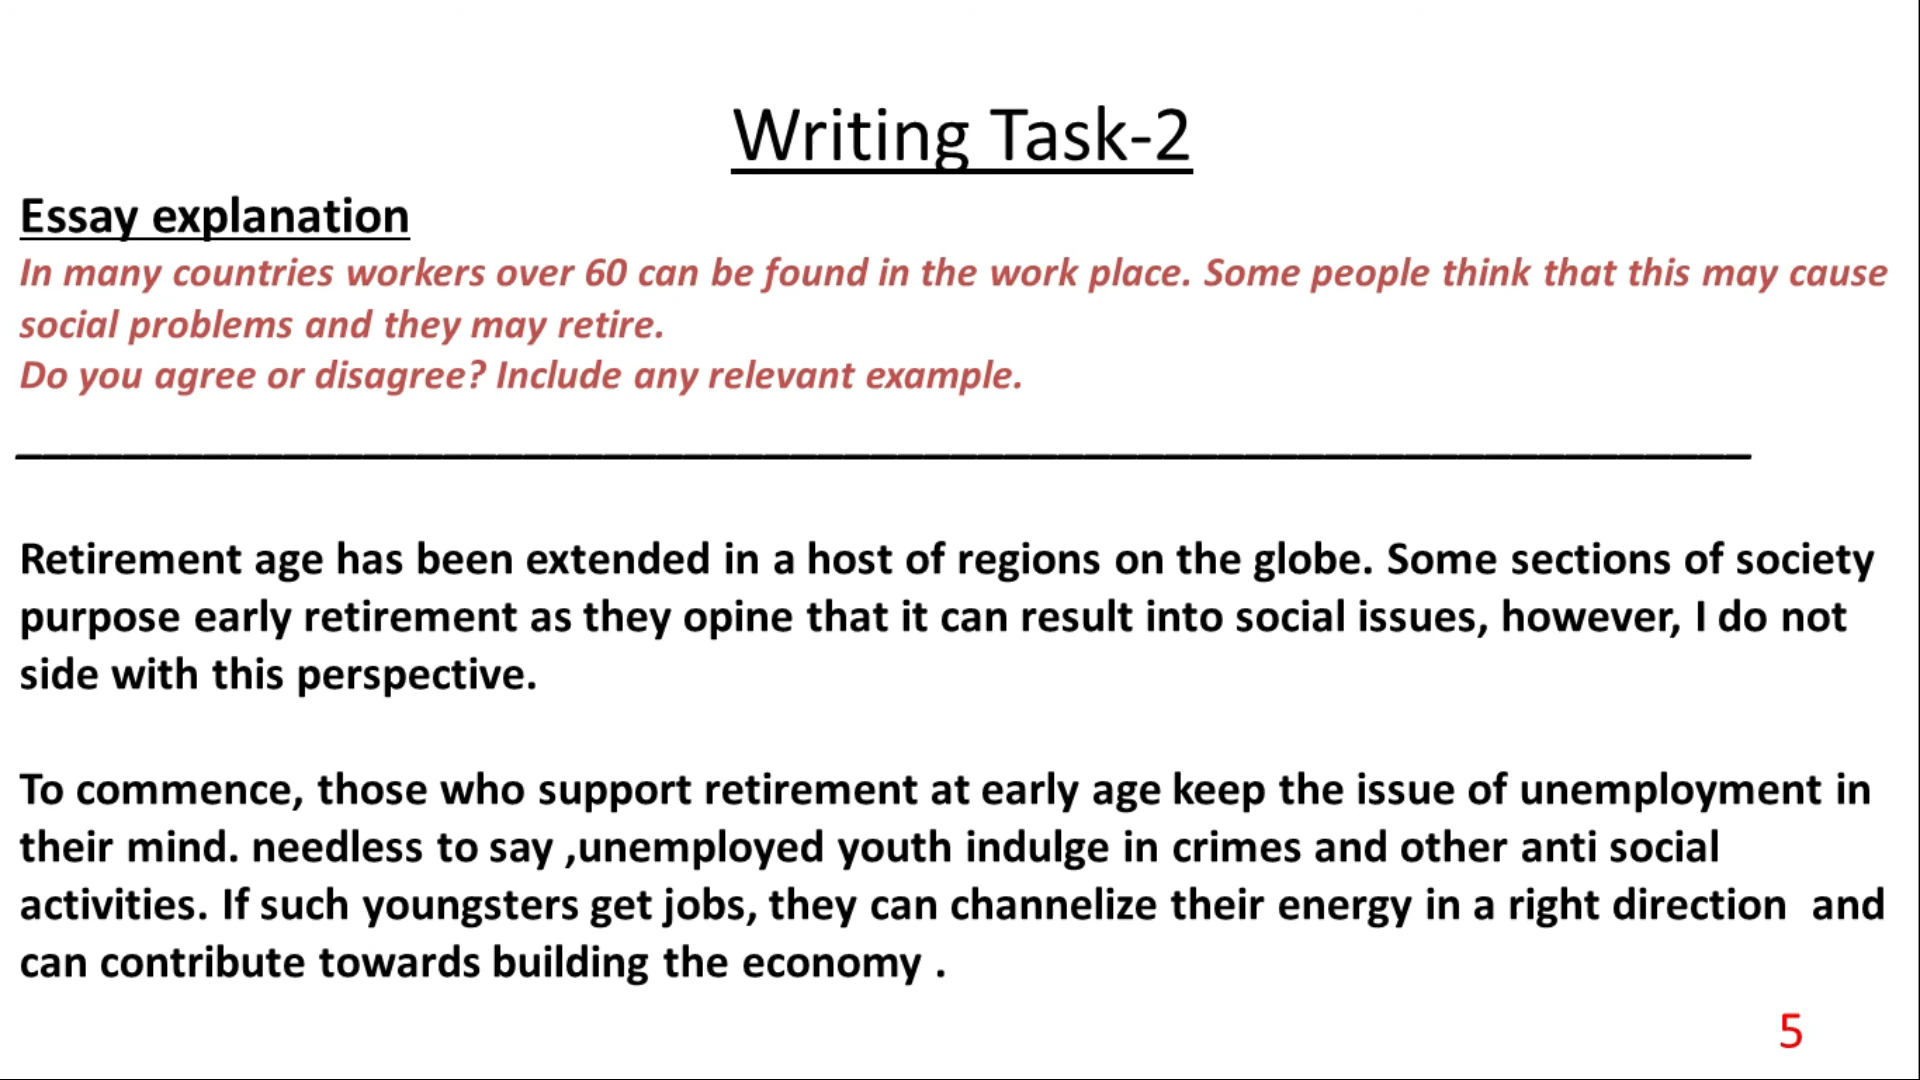 Writing Task-2
Essay explanation
In many countries workers over 60 can be found in the work place. Some people think that this may cause
social problems and they may retire.
Do you agree or disagree? Include any relevant example.
Retirement age has been extended in a host of regions on the globe. Some sections of society
purpose early retirement as they opine that it can result into social issues, however, I do not
side with this perspective.
To commence, those who support retirement at early age keep the issue of unemployment in
their mind. needless to say ,unemployed youth indulge in crimes and other anti social
activities. If such youngsters get jobs, they can channelize their energy in a right direction  and
can contribute towards building the economy .
5